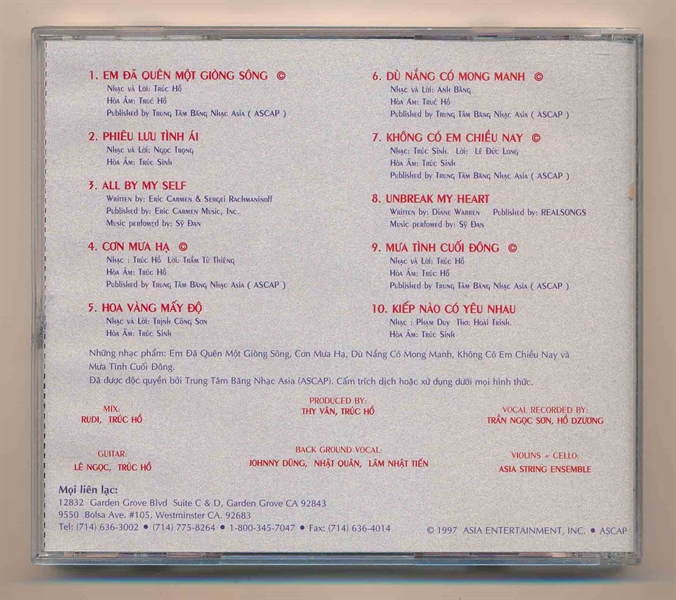 1. EM ĐÃ QUÊN MỘT GIÒNG SÔNG ©
Nhạc và Lời: Trúc Hồ
Hòa Âm: Trúc Hồ
Published by Trung Tâm Băng Nhạc Asia ( ASCAP )
2. PHIÊU LƯU TÌNH ÁI
Nhạc và Lời: Ngọc Trọng
Hòa Âm: Trúc Sinh
3. ALL BY MY SELF
Written by: Eric Carmen & Sergei Rachmaninoff
Published by: Eric Carmen Music, Inc.
Music perfomed by: Sỹ Đan
4. CƠN MƯA HẠ ©
Nhạc : Trúc Hồ Lời: Trầm Tử Thiêng
Hòa Âm: Trúc Hồ
Published by Trung Tâm Băng Nhạc Asia ( ASCAP )
5. HOA VÀNG MẤY ĐỘ
Nhạc và Lời: Trịnh Công Sơn
Hòa Âm: Trúc Sinh
6. DÙ NẮNG CÓ MONG MANH ©
Nhạc và Lời: Anh Bằng
Hòa Âm: Trúc Hồ
Published by Trung Tâm Băng Nhạc Asia ( ASCAP )
7. KHÔNG CÓ EM CHIỀU NAY ©
Nhạc: Trúc Sinh. Lời: Lê Đức Long
Hòa Âm: Trúc Sinh
Published by Trung Tâm Băng Nhạc Asia ( ASCAP )
8. UNBREAK MY HEART
Written by: Diane Warren Published by: REALSONGS
Music perfomed by: Sỹ Đan
9. MƯA TÌNH CUỐI ĐÔNG ©
Nhạc và Lời: Trúc Hồ
Hòa Âm: Trúc Hồ
Published by Trung Tâm Băng Nhạc Asia ( ASCAP )
10. KIẾP NÀO CÓ YÊU NHAU
Nhạc : Phạm Duy Thơ: Hoài Trinh.
Hòa Âm: Trúc Sinh
Những nhạc phẩm: Em Đã Quên Một Giòng Sông, Cơn Mưa Hạ, Dù Nắng Có Mong Manh, Không Có Em Chiều Nay và
Mưa Tình Cuối Đông.
Đã được độc quyền bởi Trung Tâm Băng Nhạc Asia (ASCAP). Cấm trích dịch hoặc xử dụng dưới mọi hình thức.
MIX:
RUDI, TRÚC HỒ
PRODUCED BY:
THY VÂN, TRÚC HỒ
VOCAL RECORDED BY:
TRẦN NGỌC SƠN, HỒ DZƯƠNG
GUITAR:
LÊ NGỌC, TRÚC HỒ
BACK GROUND VOCAL:
JOHNNY DŨNG, NHẬT QUÂN, LÂM NHẬT TIẾN
VIOLINS + CELLO:
ASIA STRING ENSEMBLE
Mọi liên lạc:
12832 Garden Grove Blvd Suite C & D, Garden Grove CA 92843
9550 Bolsa Ave. #105, Westminster CA. 92683
Tel: (714) 636-3002 • (714) 775-8264 • 1-800-345-7047 • Fax: (714) 636-4014
© 1997 ASIA ENTERTAINMENT, INC. • ASCAP